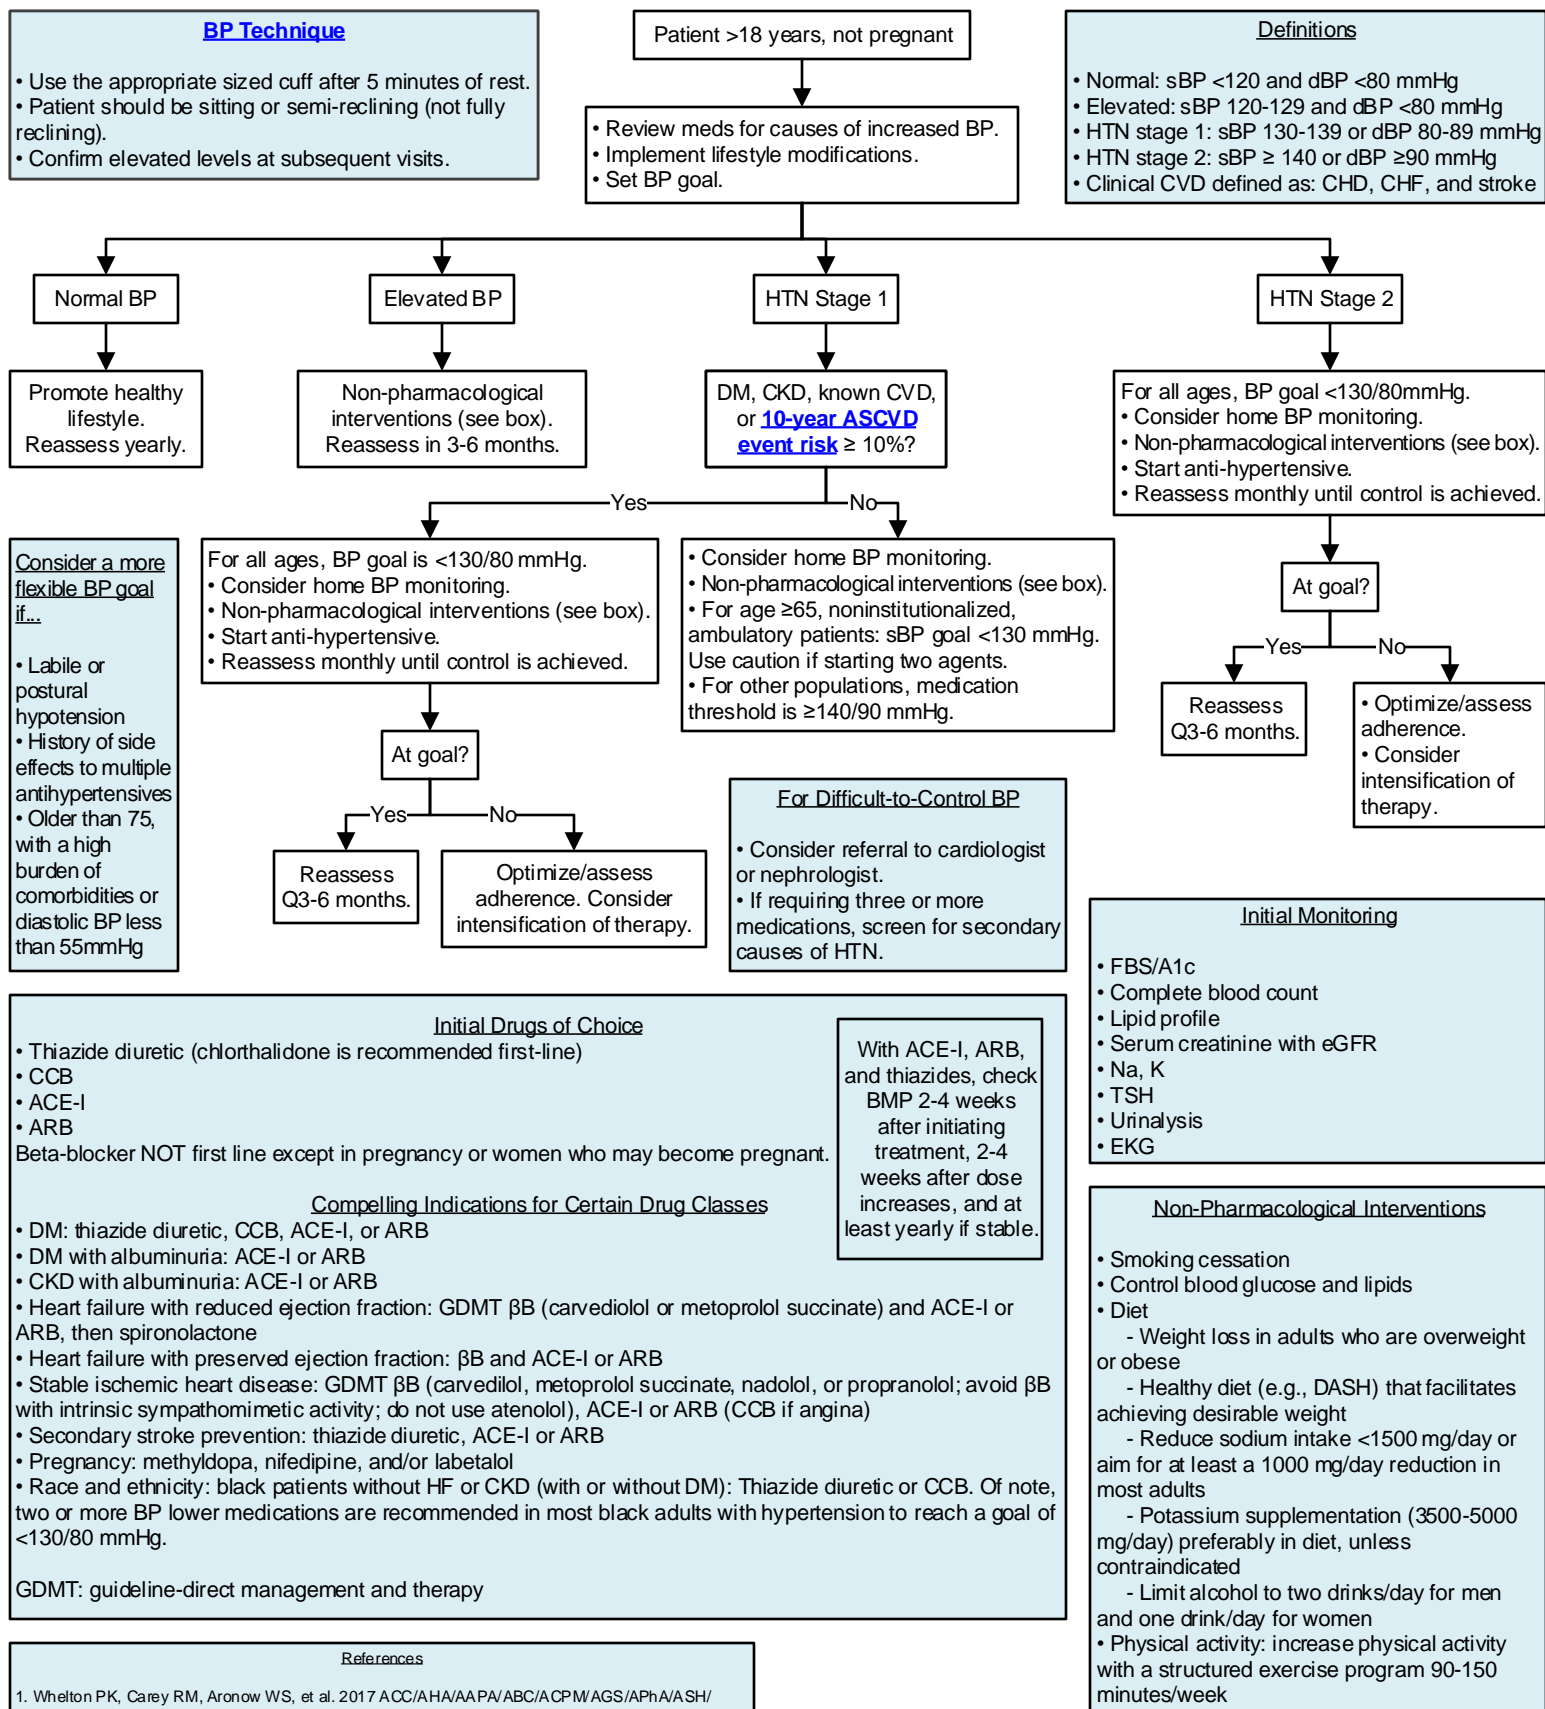 BP Technique
• Use the appropriate sized cuff after 5 minutes of rest.
• Patient should be sitting or semi-reclining (not fully
reclining).
• Confirm elevated levels at subsequent visits.
Patient >18 years, not pregnant
• Review meds for causes of increased BP.
• Implement lifestyle modifications.
• Set BP goal.
Definitions
• Normal: sBP <120 and dBP <80 mmHg
• Elevated: sBP 120-129 and dBP <80 mmHg
• HTN stage 1: sBP 130-139 or dBP 80-89 mmHg
• HTN stage 2: sBP ≥ 140 or dBP ≥90 mmHg
• Clinical CVD defined as: CHD, CHF, and stroke
Normal BP
Elevated BP
HTN Stage 1
HTN Stage 2
Promote healthy
lifestyle.
Reassess yearly.
Non-pharmacological
interventions (see box).
Reassess in 3-6 months.
DM, CKD, known CVD,
or 10-year ASCVD
event risk ≥ 10%?
For all ages, BP goal <130/80mmHg.
• Consider home BP monitoring.
• Non-pharmacological interventions (see box).
• Start anti-hypertensive.
• Reassess monthly until control is achieved.
Yes
No
Consider a more
flexible BP goal
if...
• Labile or
postural
hypotension
• History of side
effects to multiple
antihypertensives
• Older than 75,
with a high
burden of
comorbidities or
diastolic BP less
than 55mmHg
For all ages, BP goal is <130/80 mmHg.
• Consider home BP monitoring.
• Non-pharmacological interventions (see box).
• Start anti-hypertensive.
• Reassess monthly until control is achieved.
• Consider home BP monitoring.
• Non-pharmacological interventions (see box).
• For age ≥65, noninstitutionalized,
ambulatory patients: sBP goal <130 mmHg.
Use caution if starting two agents.
• For other populations, medication
threshold is ≥140/90 mmHg.
At goal?
Yes
No
Reassess
Q3-6 months.
• Optimize/assess
adherence.
• Consider
intensification of
therapy.
At goal?
Yes
No
Reassess
Q3-6 months.
Optimize/assess
adherence. Consider
intensification of therapy.
For Difficult-to-Control BP
• Consider referral to cardiologist
or nephrologist.
• If requiring three or more
medications, screen for secondary
causes of HTN.
Initial Monitoring
• FBS/A1c
• Complete blood count
• Lipid profile
• Serum creatinine with eGFR
• Na, K
• TSH
• Urinalysis
• EKG
Initial Drugs of Choice
• Thiazide diuretic (chlorthalidone is recommended first-line)
• CCB
• ACE-I
• ARB
Beta-blocker NOT first line except in pregnancy or women who may become pregnant.
With ACE-I, ARB,
and thiazides, check
BMP 2-4 weeks
after initiating
treatment, 2-4
weeks after dose
increases, and at
least yearly if stable.
Compelling Indications for Certain Drug Classes
• DM: thiazide diuretic, CCB, ACE-I, or ARB
• DM with albuminuria: ACE-I or ARB
• CKD with albuminuria: ACE-I or ARB
• Heart failure with reduced ejection fraction: GDMT βB (carvediolol or metoprolol succinate) and ACE-I or
ARB, then spironolactone
• Heart failure with preserved ejection fraction: βB and ACE-I or ARB
• Stable ischemic heart disease: GDMT βB (carvedilol, metoprolol succinate, nadolol, or propranolol; avoid βB
with intrinsic sympathomimetic activity; do not use atenolol), ACE-I or ARB (CCB if angina)
• Secondary stroke prevention: thiazide diuretic, ACE-I or ARB
• Pregnancy: methyldopa, nifedipine, and/or labetalol
• Race and ethnicity: black patients without HF or CKD (with or without DM): Thiazide diuretic or CCB. Of note,
two or more BP lower medications are recommended in most black adults with hypertension to reach a goal of
<130/80 mmHg.
GDMT: guideline-direct management and therapy
Non-Pharmacological Interventions
• Smoking cessation
• Control blood glucose and lipids
• Diet
- Weight loss in adults who are overweight
or obese
- Healthy diet (e.g., DASH) that facilitates
achieving desirable weight
- Reduce sodium intake <1500 mg/day or
aim for at least a 1000 mg/day reduction in
most adults
- Potassium supplementation (3500-5000
mg/day) preferably in diet, unless
contraindicated
- Limit alcohol to two drinks/day for men
and one drink/day for women
• Physical activity: increase physical activity
with a structured exercise program 90-150
minutes/week
References
1. Whelton PK, Carey RM, Aronow WS, et al. 2017 ACC/AHA/AAPA/ABC/ACPM/AGS/APhA/ASH/